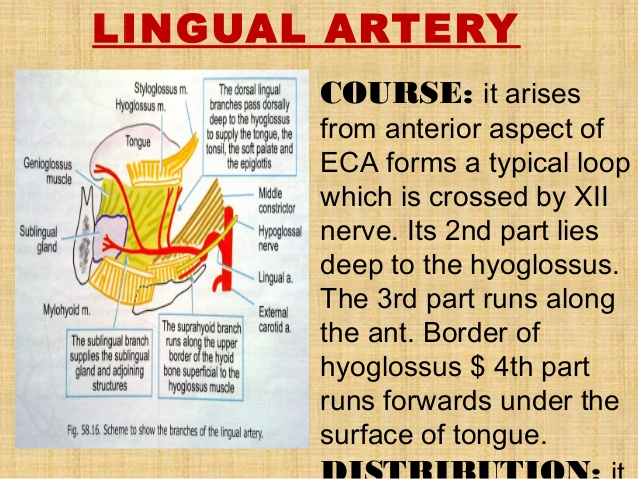 LINGUAL ARTERY
Styloglossus m.
Hyoglossus m.
Tongue
Genioglossus
muscle
Sublingual
gland
Mylohyoid m.
The dorsal lingual
branches pass dorsally
deep to the hyoglossus
to supply the tongue, the
tonsil, the soft palate and
the epiglottis
Middle
constrictor
Hypoglossal
nerve
Lingual a.
External
carotid a.
The sublingual branch
supplies the sublingual
gland and adjoining
structures
The suprahyoid branch
runs along the upper
border of the hyoid
bone superficial to the
hyoglossus muscle
Fig. 58.16. Scheme to show the branches of the lingual artery.
COURSE: it arises
from anterior aspect of
ECA forms a typical loop
which is crossed by XII
nerve. Its 2nd part lies
deep to the hyoglossus.
The 3rd part runs along
the ant. Border of
hyoglossus $ 4th part
runs forwards under the
surface of tongue.
DISTRIBUTION: it